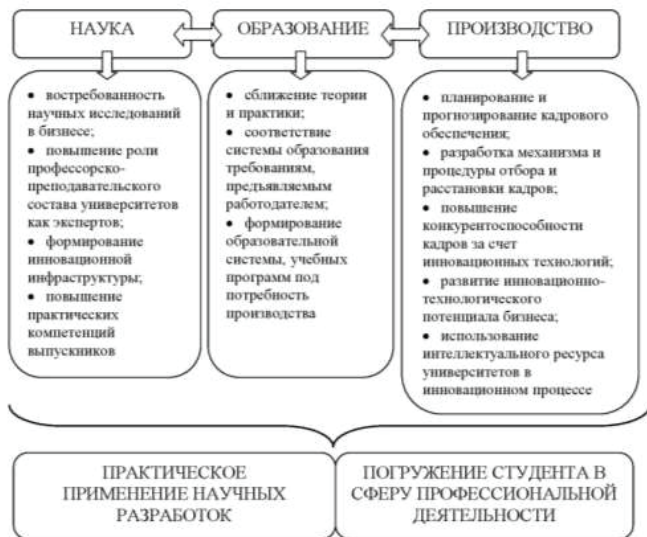 НАУКА
ОБРАЗОВАНИЕ
ПРОИЗВОДСТВО
• востребованность
научных исследований
в бизнесе;
• повышение роли
профессорско-
преподавательского
состава университетов
как экспертов;
• формирование
инновационной
инфраструктуры;
• повышение
практических
компетенций
выпускников
• сближение теории
и практики;
• соответствие
системы образования
требованиям,
предъявляемым
работодателем;
• формирование
образовательной
системы, учебных
программ под
потребность
производства
• планирование и
прогнозирование кадрового
обеспечения;
• разработка механизма и
процедуры отбора и
расстановки кадров;
• повышение
конкурентоспособности
кадров за счет
инновационных технологий;
• развитие инновационно-
технологического
потенциала бизнеса;
• использование
интеллектуального ресурса
университетов в
инновационном процессе
ПРАКТИЧЕСКОЕ
ПРИМЕНЕНИЕ НАУЧНЫХ
РАЗРАБОТОК
ПОГРУЖЕНИЕ СТУДЕНТА В
СФЕРУ ПРОФЕССИОНАЛЬНОЙ
ДЕЯТЕЛЬНОСТИ